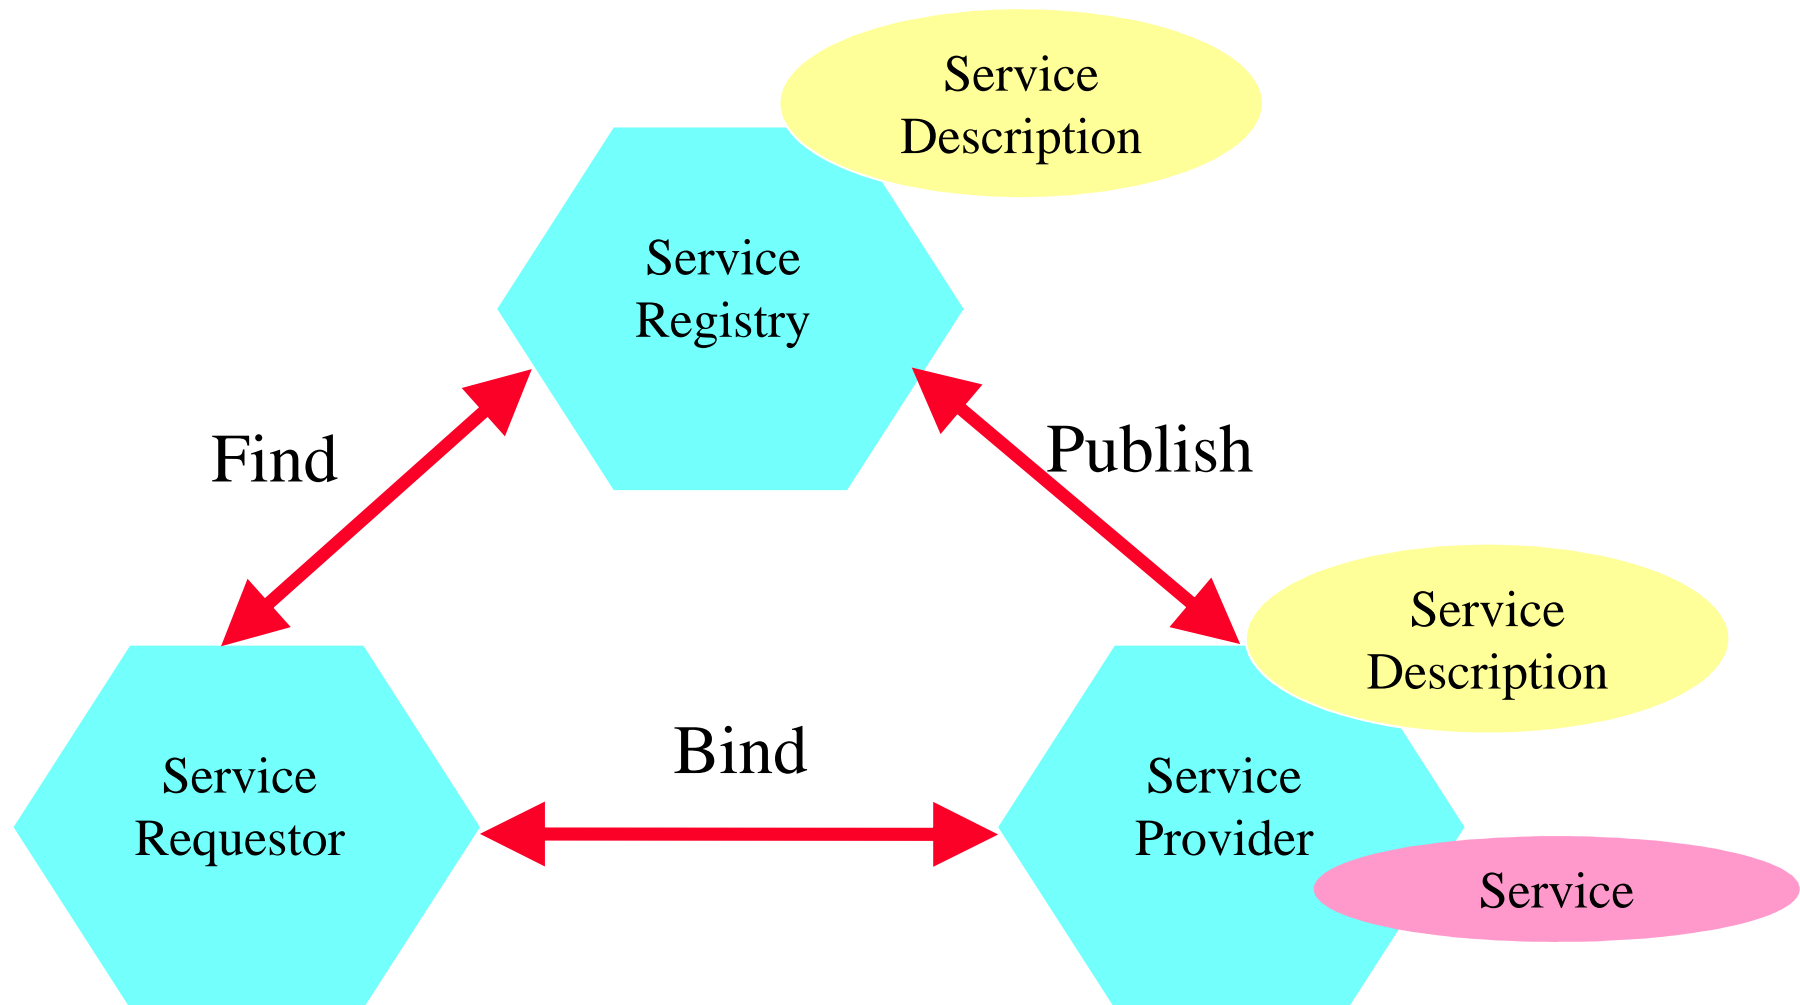 Service
Description
Service
Registry
Find
Publish
Service
Description
Bind
Service
Requestor
Service
Provider
Service